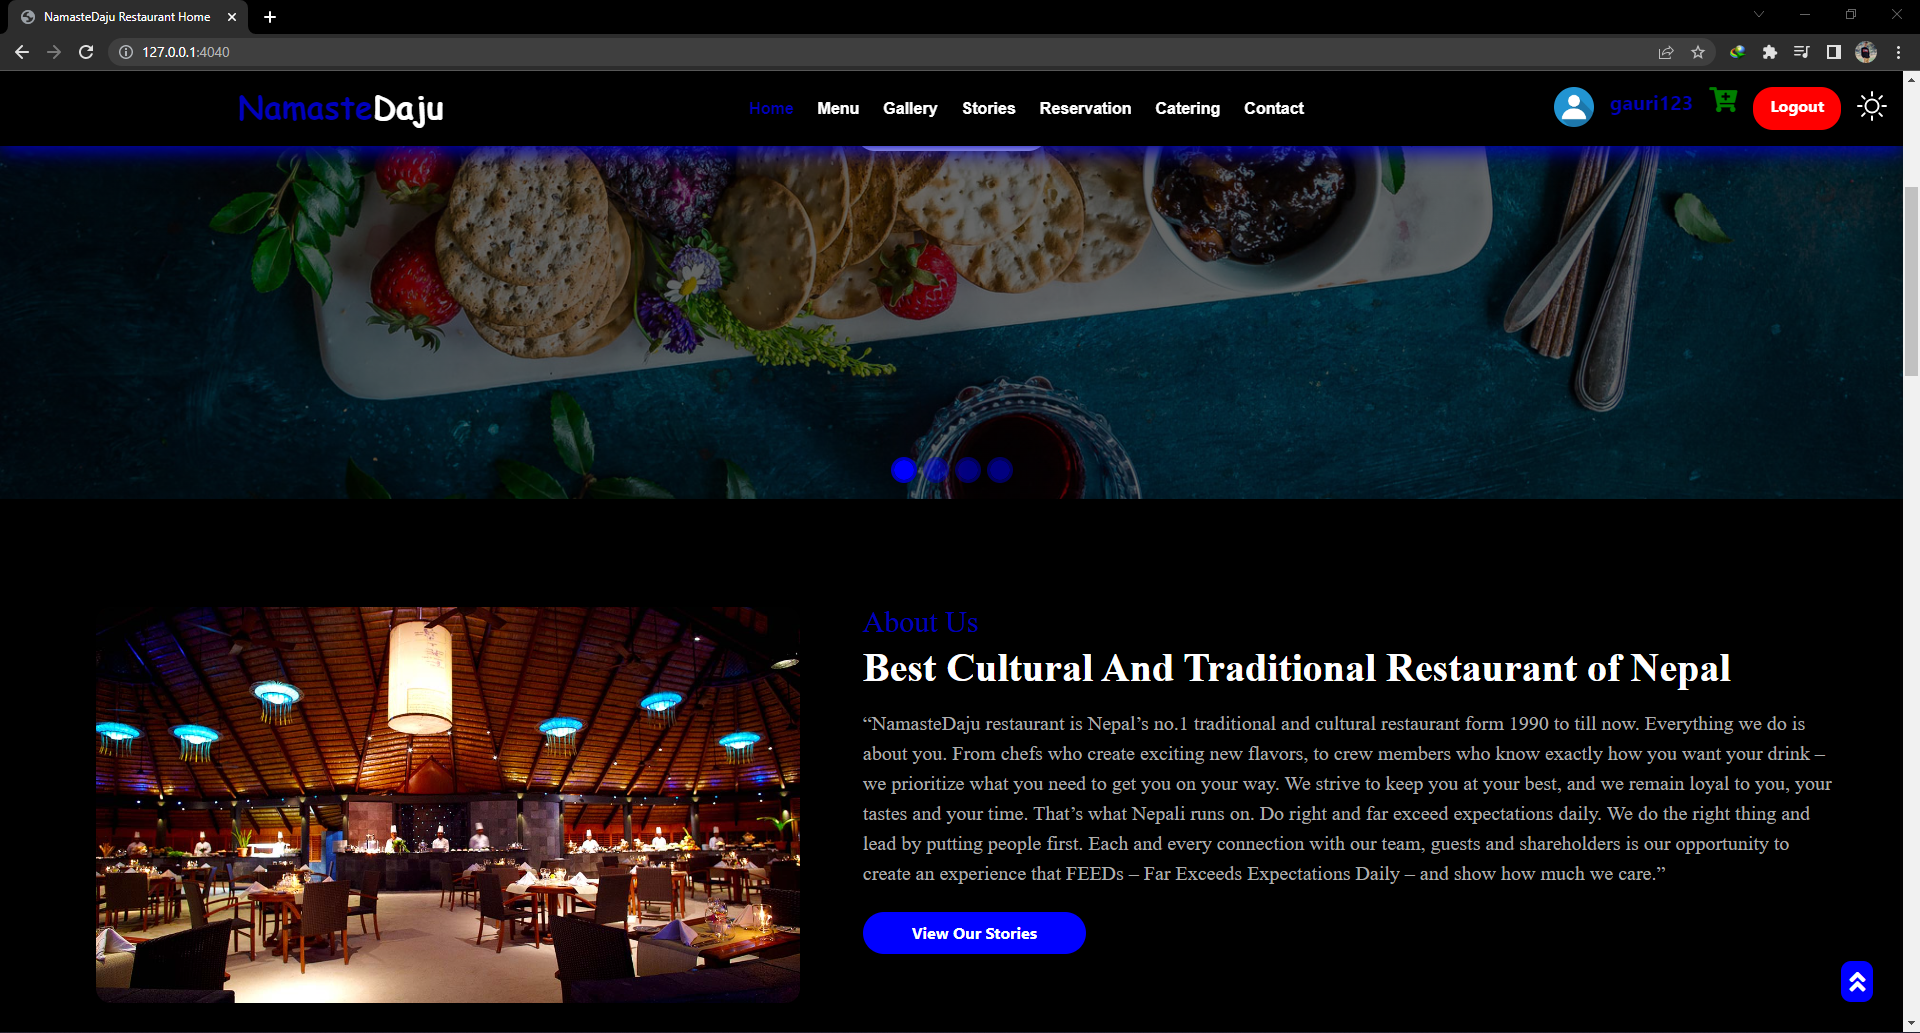 NamasteDaju Restaurant Home
127.0.0.1:4040
NamasteDaju
Home Menu Gallery Stories Reservation Catering Contact
gauri123
Logout
About Us
Best Cultural And Traditional Restaurant of Nepal
“NamasteDaju restaurant is Nepal’s no.1 traditional and cultural restaurant form 1990 to till now. Everything we do is
about you. From chefs who create exciting new flavors, to crew members who know exactly how you want your drink –
we prioritize what you need to get you on your way. We strive to keep you at your best, and we remain loyal to you, your
tastes and your time. That’s what Nepali runs on. Do right and far exceed expectations daily. We do the right thing and
lead by putting people first. Each and every connection with our team, guests and shareholders is our opportunity to
create an experience that FEEDs – Far Exceeds Expectations Daily – and show how much we care.”
View Our Stories